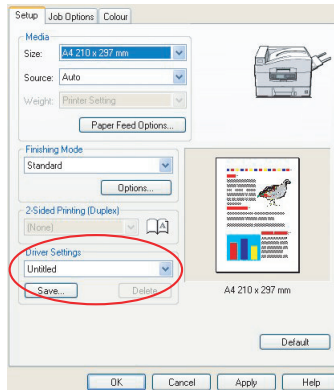 Setup Job Options Colour
Media
Size: A4 210 x 297 mm
Source: Auto
Weight: Printer Setting
Paper Feed Options...
Finishing Mode
Standard
Options...
2-Sided Printing (Duplex)
(None)
Driver Settings
Untitled
Save... Delete
A4 210 x 297 mm
Default
OK Cancel Apply Help